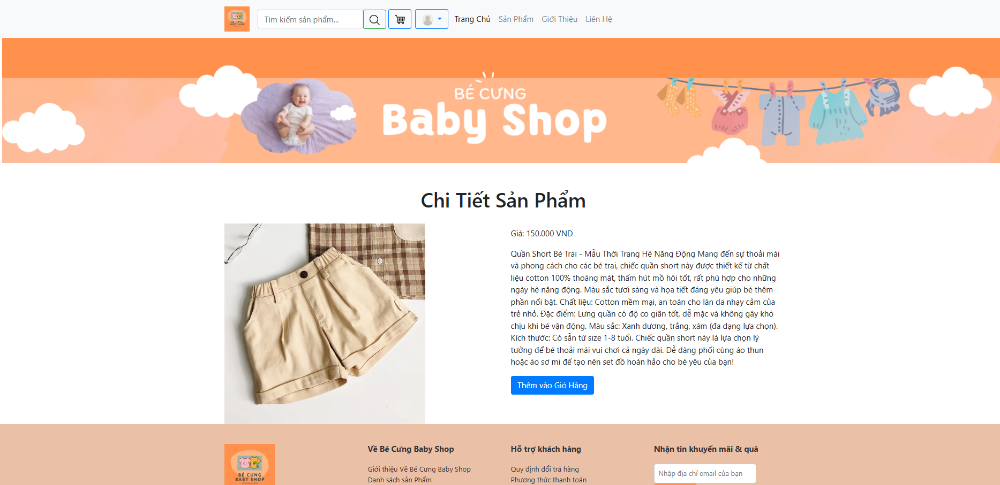 BÉ CƯNG
BABY SHOP
Tìm kiếm sản phẩm...
Trang Chủ
Sản Phẩm
Giới Thiệu
Liên Hệ
BÉ CƯNG
Baby Shop
Chi Tiết Sản Phẩm
Giá: 150.000 VND
Quần Short Bé Trai - Mẫu Thời Trang Hè Năng Động Mang đến sự thoải mái
và phong cách cho các bé trai, chiếc quần short này được thiết kế từ chất
liệu cotton 100% thoáng mát, thấm hút mồ hôi tốt, rất phù hợp cho những
ngày hè năng động. Màu sắc tươi sáng và họa tiết đáng yêu giúp bé thêm
phần nổi bật. Chất liệu: Cotton mềm mại, an toàn cho làn da nhạy cảm của
trẻ nhỏ. Đặc điểm: Lưng quần có độ co giãn tốt, dễ mặc và không gây khó
chịu khi bé vận động. Màu sắc: Xanh dương, trắng, xám (đa dạng lựa chọn).
Kích thước: Có sẵn từ size 1-8 tuổi. Chiếc quần short này là lựa chọn lý
tưởng để bé thoải mái vui chơi cả ngày dài. Dễ dàng phối cùng áo thun
hoặc áo sơ mi để tạo nên set đồ hoàn hảo cho bé yêu của bạn!
Thêm vào Giỏ Hàng
BÉ CƯNG
BABY SHOP
Về Bé Cưng Baby Shop
Giới thiệu Về Bé Cưng Baby Shop
Danh sách sản Phẩm
Hỗ trợ khách hàng
Quy định đổi trả hàng
Phương thức thanh toán
Nhận tin khuyến mãi & quà
Nhập địa chỉ email của bạn